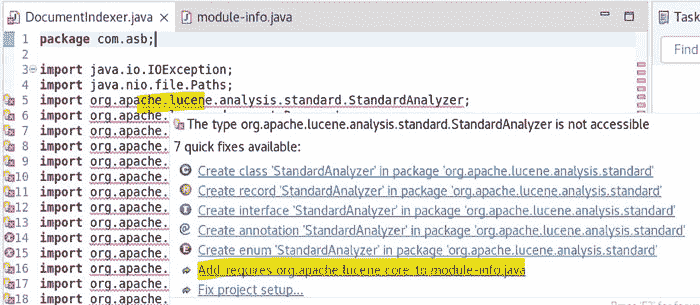 DocumentIndexer.java
module-info.java
Task
Find
1 package com.asb;
2
3 import java.io.IOException;
4 import java.nio.file.Paths;
5 import org.apache.lucene.analysis.standard.StandardAnalyzer;
6 import org.apache.
The type org.apache.lucene.analysis.standard.StandardAnalyzer is not accessible
7 import org.apache.
7 quick fixes available:
8 import org.apache.
Create class 'StandardAnalyzer' in package 'org.apache.lucene.analysis.standard'
9 import org.apache.
10 import org.apache.
Create record 'StandardAnalyzer' in package 'org.apache.lucene.analysis.standard'
11 import org.apache.
Create interface 'StandardAnalyzer' in package 'org.apache.lucene.analysis.standard'
12 import org.apache.
13 import org.apache.
Create annotation 'StandardAnalyzer' in package 'org.apache.lucene.analysis.standard'
14 import org.apache.
15 import org.apache.
Create enum 'StandardAnalyzer' in package 'org.apache.lucene.analysis.standard'
16 import org.apache.
Add 'requires org.apache.lucene.core' to module-info.java
17 import org.apache.
Fix project setup...
18 import org.apache.